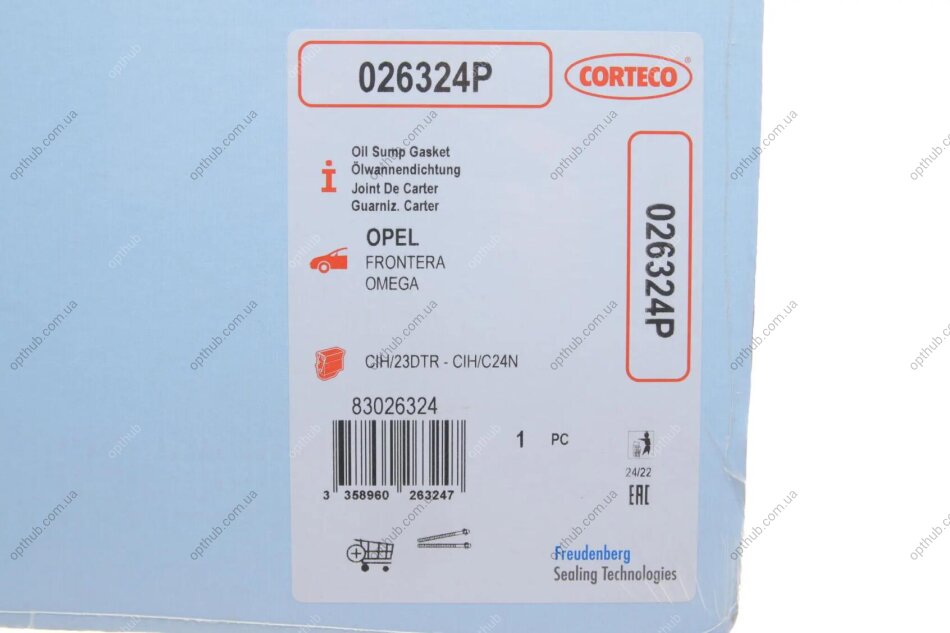 026324P
CORTECO®
Oil Sump Gasket
Ölwannendichtung
Joint De Carter
Guarniz. Carter
026324P
OPEL
FRONTERA
OMEGA
CIH/23DTR - CIH/C24N
83026324
1 PC
3 358960 263247
24/22
EAC
Freudenberg
Sealing Technologies
opthub.com.ua